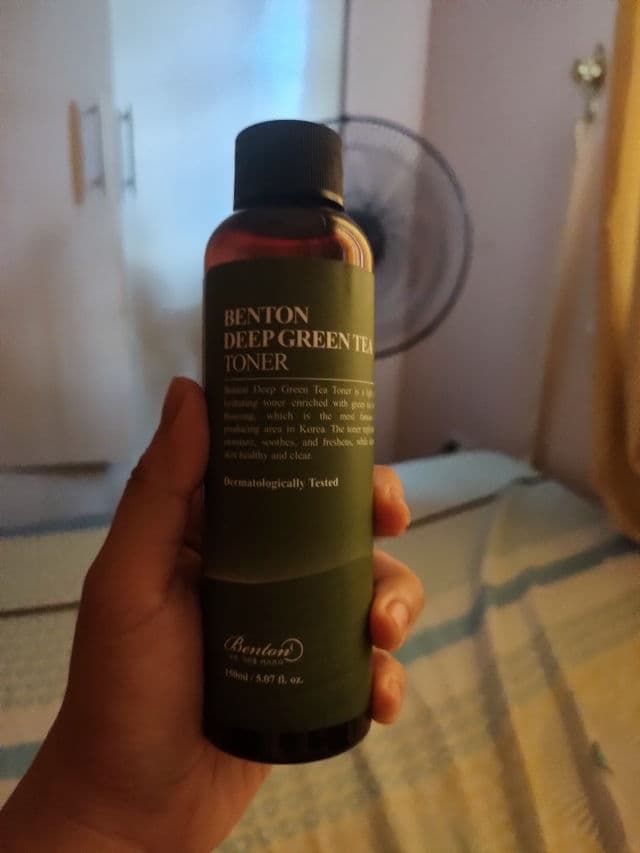 BENTON
DEEP GREEN TEA
TONER
Benton Deep Green Tea Toner is a
hydrating toner enriched with green
which is the most
producing area in Korea. The toner
moisture, soothes, and freshens, while
skin healthy and clear.
Dermatologically Tested
Benton
150ml / 5.07 fl. oz.